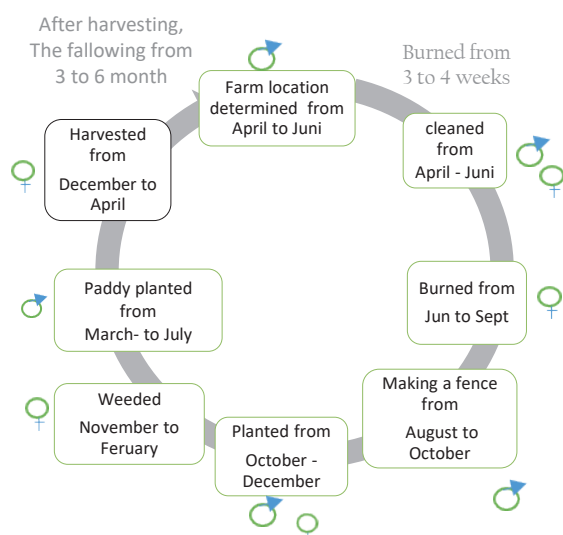 After harvesting,
The fallowing from
3 to 6 month
Burned from
3 to 4 weeks
Farm location
determined from
April to Juni
cleaned
from
April - Juni
Burned from
Jun to Sept
Making a fence
from
August to
October
Planted from
October -
December
Weeded
November to
Feruary
Paddy planted
from
March- to July
Harvested
from
December to
April